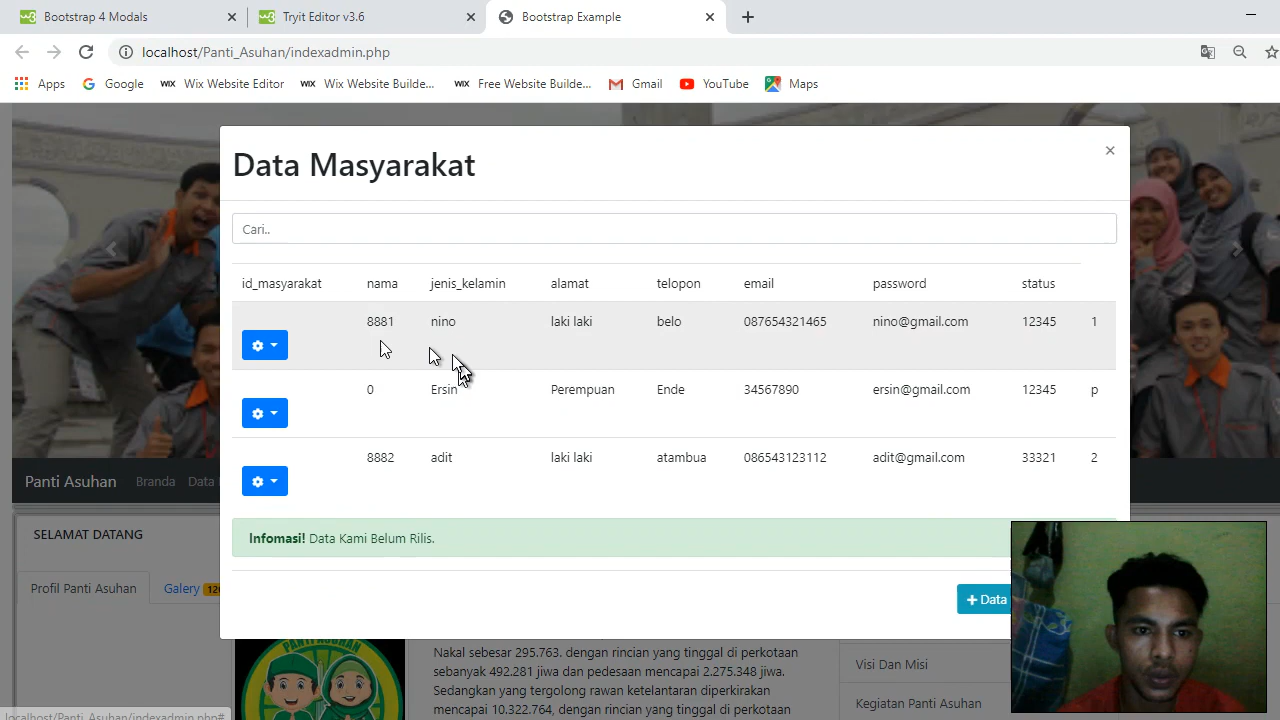 Bootstrap 4 Modals
Tryit Editor v3.6
Bootstrap Example
localhost/Panti_Asuhan/indexadmin.php
Apps Google WIX Wix Website Editor WIX Wix Website Builde... WIX Free Website Builde... Gmail YouTube Maps
Data Masyarakat
×
Cari..
id_masyarakat nama jenis_kelamin alamat telopon email password status
8881 nino laki laki belo 087654321465 nino@gmail.com 12345 1
0 Ersin Perempuan Ende 34567890 ersin@gmail.com 12345 p
8882 adit laki laki atambua 086543123112 adit@gmail.com 33321 2
Infomasi! Data Kami Belum Rilis.
+ Data
Panti Asuhan Branda Data
SELAMAT DATANG
Profil Panti Asuhan Galery
PANTI ASUHAN
Nakal sebesar 295.763. dengan rincian yang tinggal di perkotaan
sebanyak 492.281 jiwa dan pedesaan mencapai 2.275.348 jiwa.
Sedangkan yang tergolong rawan ketelantaran diperkirakan
mencapai 10.322.764, dengan rincian yang tinggal di perkotaan
Visi Dan Misi
Kegiatan Panti Asuhan
localhost/Panti_Asuhan/indexadmin.php#